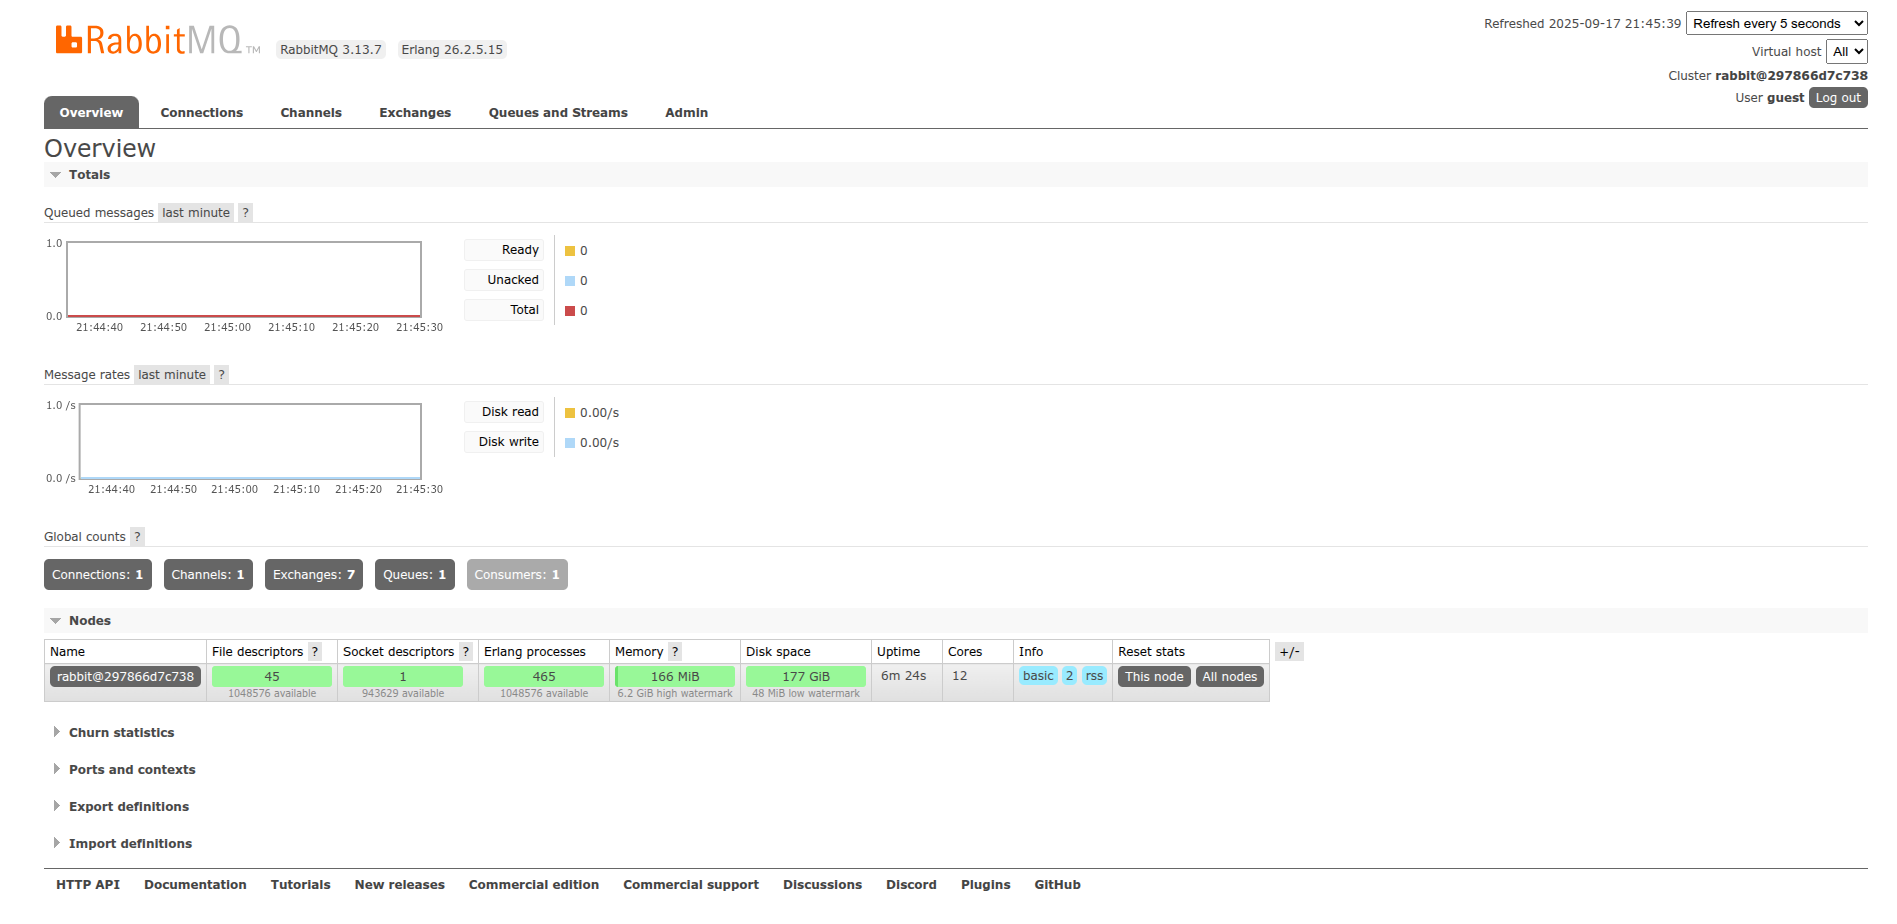 RabbitMQ TM RabbitMQ 3.13.7 Erlang 26.2.5.15
Refreshed 2025-09-17 21:45:39 Refresh every 5 seconds
Virtual host All
Cluster rabbit@297866d7c738
User guest Log out
Overview Connections Channels Exchanges Queues and Streams Admin
Overview
Totals
Queued messages last minute ?
1.0
0.0
21:44:40 21:44:50 21:45:00 21:45:10 21:45:20 21:45:30
Ready 0
Unacked 0
Total 0
Message rates last minute ?
1.0 /s
0.0 /s
21:44:40 21:44:50 21:45:00 21:45:10 21:45:20 21:45:30
Disk read 0.00/s
Disk write 0.00/s
Global counts ?
Connections: 1 Channels: 1 Exchanges: 7 Queues: 1 Consumers: 1
Nodes
Name File descriptors ? Socket descriptors ? Erlang processes Memory ? Disk space Uptime Cores Info Reset stats +/-
rabbit@297866d7c738 45 1 465 166 MiB 177 GiB 6m 24s 12 basic 2 rss This node All nodes
1048576 available 943629 available 1048576 available 6.2 GiB high watermark 48 MiB low watermark
Churn statistics
Ports and contexts
Export definitions
Import definitions
HTTP API Documentation Tutorials New releases Commercial edition Commercial support Discussions Discord Plugins GitHub